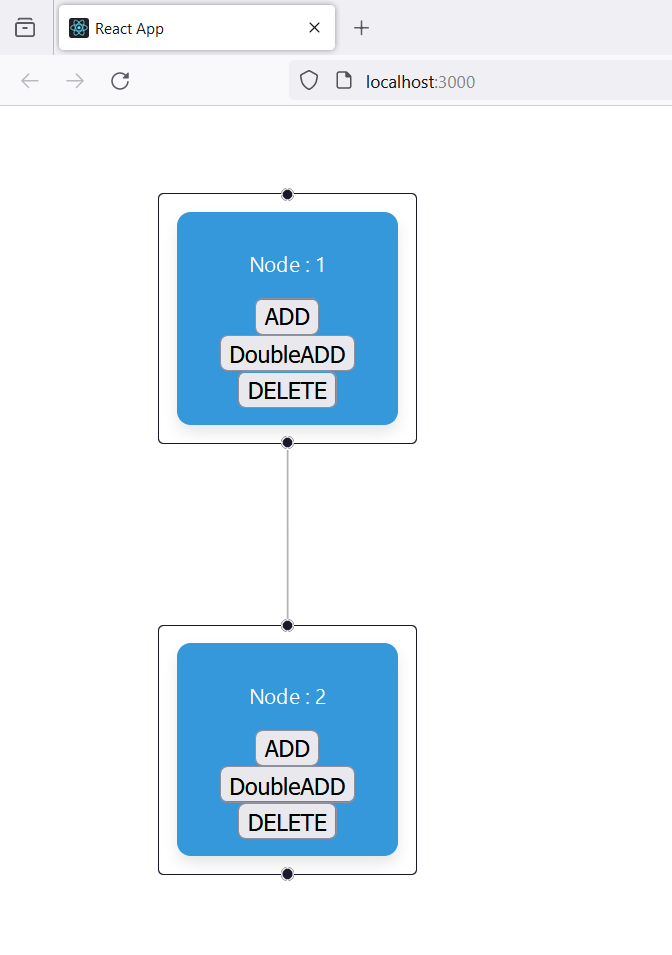 React App
localhost:3000
Node : 1
ADD
DoubleADD
DELETE
Node : 2
ADD
DoubleADD
DELETE